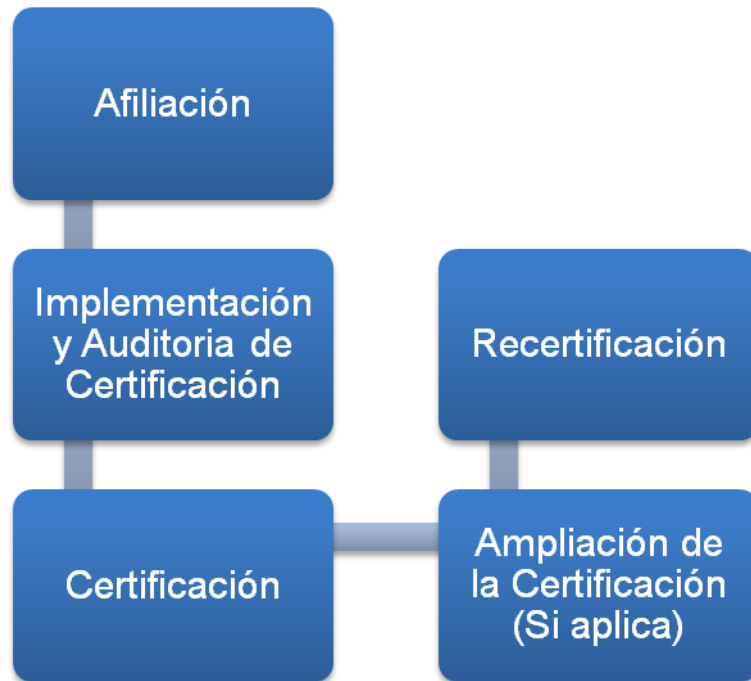 Afiliación
Implementación
y Auditoria de
Certificación
Certificación
Ampliación de
la Certificación
(Si aplica)
Recertificación